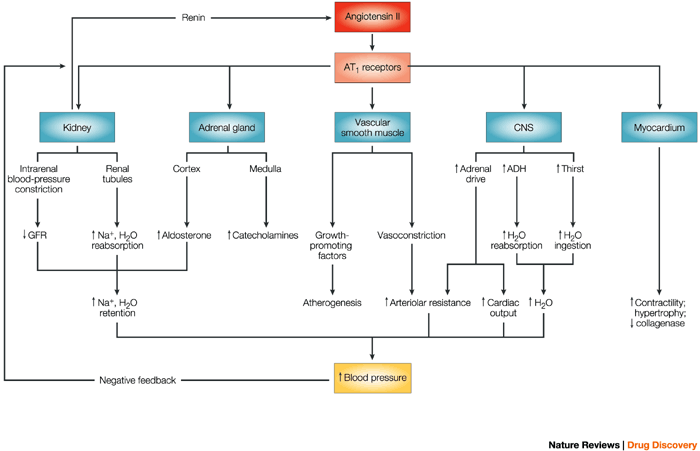 Renin
Angiotensin II
AT1 receptors
Kidney
Adrenal gland
Vascular
smooth muscle
CNS
Myocardium
Intrarenal
blood-pressure
constriction
Renal
tubules
Cortex
Medulla
↑Adrenal
drive
↑ADH
↑Thirst
↓GFR
↑Na+, H2O
reabsorption
↑Aldosterone
↑Catecholamines
Growth-
promoting
factors
Vasoconstriction
↑H2O
reabsorption
↑H2O
ingestion
↑Na+, H2O
retention
Atherogenesis
↑Arteriolar resistance
↑Cardiac
output
↑H2O
↑Contractility;
hypertrophy;
↓collagenase
Negative feedback
↑Blood pressure
Nature Reviews | Drug Discovery